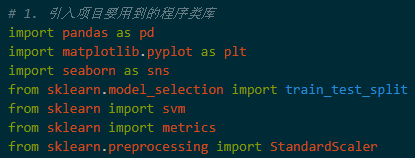 # 1. 引入项目要用到的程序类库
import pandas as pd
import matplotlib.pyplot as plt
import seaborn as sns
from sklearn.model_selection import train_test_split
from sklearn import svm
from sklearn import metrics
from sklearn.preprocessing import StandardScaler